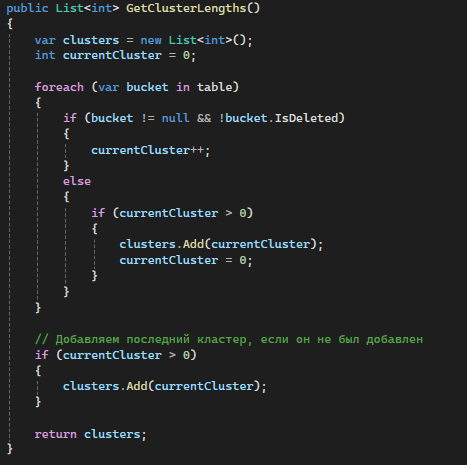 public List<int> GetClusterLengths()
{
    var clusters = new List<int>();
    int currentCluster = 0;

    foreach (var bucket in table)
    {
        if (bucket != null && !bucket.IsDeleted)
        {
            currentCluster++;
        }
        else
        {
            if (currentCluster > 0)
            {
                clusters.Add(currentCluster);
                currentCluster = 0;
            }
        }
    }

    // Добавляем последний кластер, если он не был добавлен
    if (currentCluster > 0)
    {
        clusters.Add(currentCluster);
    }

    return clusters;
}